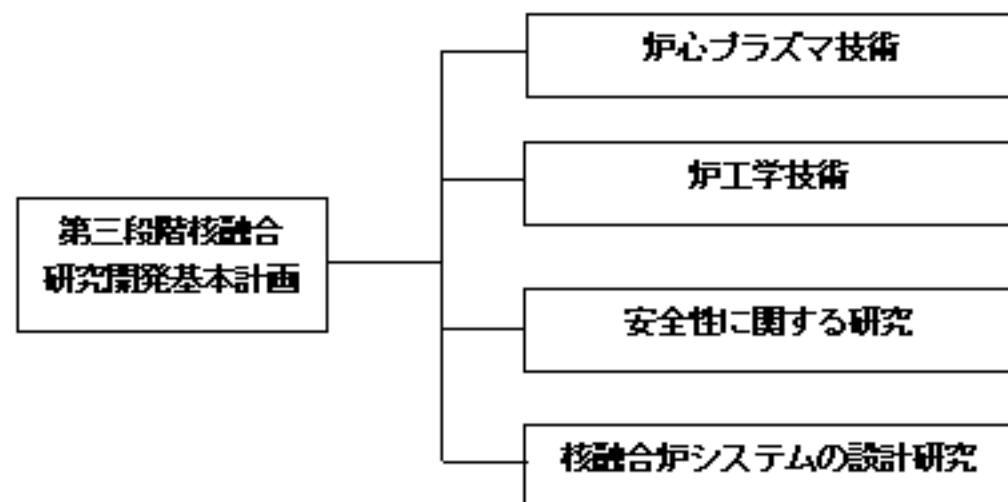 第三段階核融合
研究開発基本計画
炉心プラズマ技術
炉工学技術
安全性に関する研究
核融合炉システムの設計研究